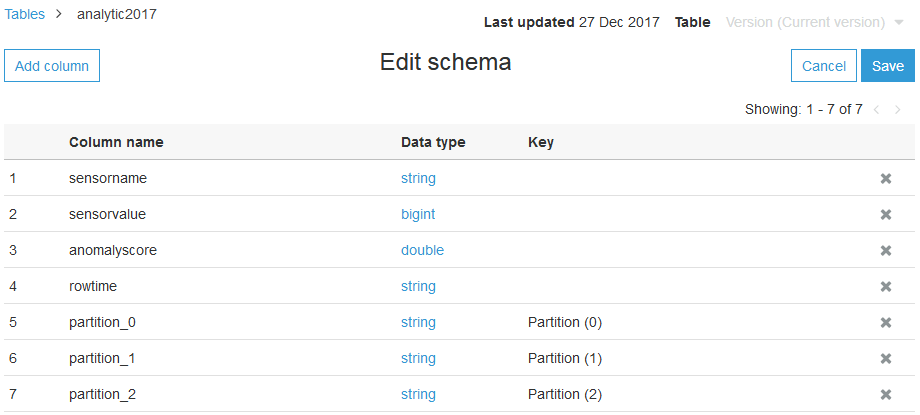 Tables > analytic2017
Last updated 27 Dec 2017 Table Version (Current version)
Add column Edit schema Cancel Save
Showing: 1 - 7 of 7 < >
Column name Data type Key
1 sensorname string
2 sensorvalue bigint
3 anomalyscore double
4 rowtime string
5 partition_0 string Partition (0)
6 partition_1 string Partition (1)
7 partition_2 string Partition (2)